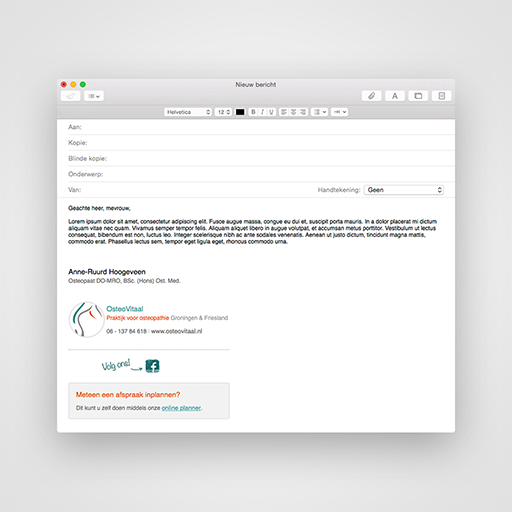 Nieuw bericht
Helvetica 12 B I U
Aan:
Kopie:
Blinde kopie:
Onderwerp:
Van: Handtekening: Geen
Geachte heer, mevrouw,
Lorem ipsum dolor sit amet, consectetur adipiscing elit. Fusce augue massa, congue eu dui et, suscipit porta mauris. In a dolor placerat mi dictum
aliquam vitae nec quam. Vivamus semper tempor felis. Aliquam aliquet libero in augue volutpat, et accumsan metus porttitor. Vestibulum ut lectus
consequat, bibendum est non, luctus leo. Integer scelerisque nibh ac ante sodales venenatis. Aenean ut justo dictum, tincidunt magna mattis,
commodo erat. Phasellus lectus sem, tempor eget ligula eget, rhoncus commodo urna.
Anne-Ruurd Hoogeveen
Osteopaat DO-MRO, BSc. (Hons) Ost. Med.
OsteoVitaal
Praktijk voor osteopathie Groningen & Friesland
06 - 137 84 618 | www.osteovitaal.nl
Volg ons!
Meteen een afspraak inplannen?
Dit kunt u zelf doen middels onze online planner.